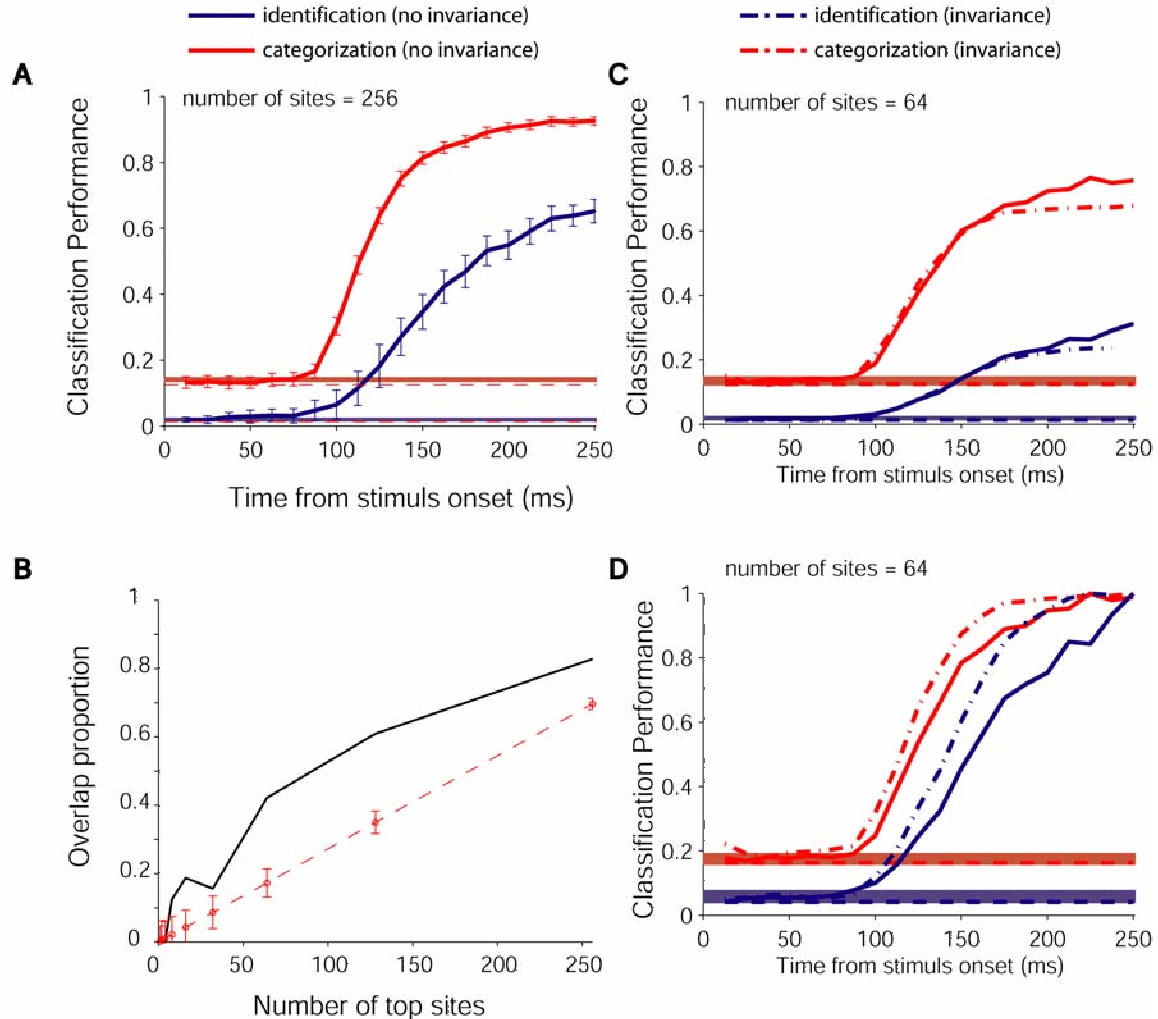 identification (no invariance)
categorization (no invariance)
identification (invariance)
categorization (invariance)
A
number of sites = 256
Classification Performance
1
0.8
0.6
0.4
0.2
0
0 50 100 150 200 250
Time from stimuls onset (ms)
C
number of sites = 64
Classification Performance
1
0.8
0.6
0.4
0.2
0
0 50 100 150 200 250
Time from stimuls onset (ms)
B
Overlap proportion
1
0.8
0.6
0.4
0.2
0
0 50 100 150 200 250
Number of top sites
D
number of sites = 64
Classification Performance
1
0.8
0.6
0.4
0.2
0
0 50 100 150 200 250
Time from stimuls onset (ms)